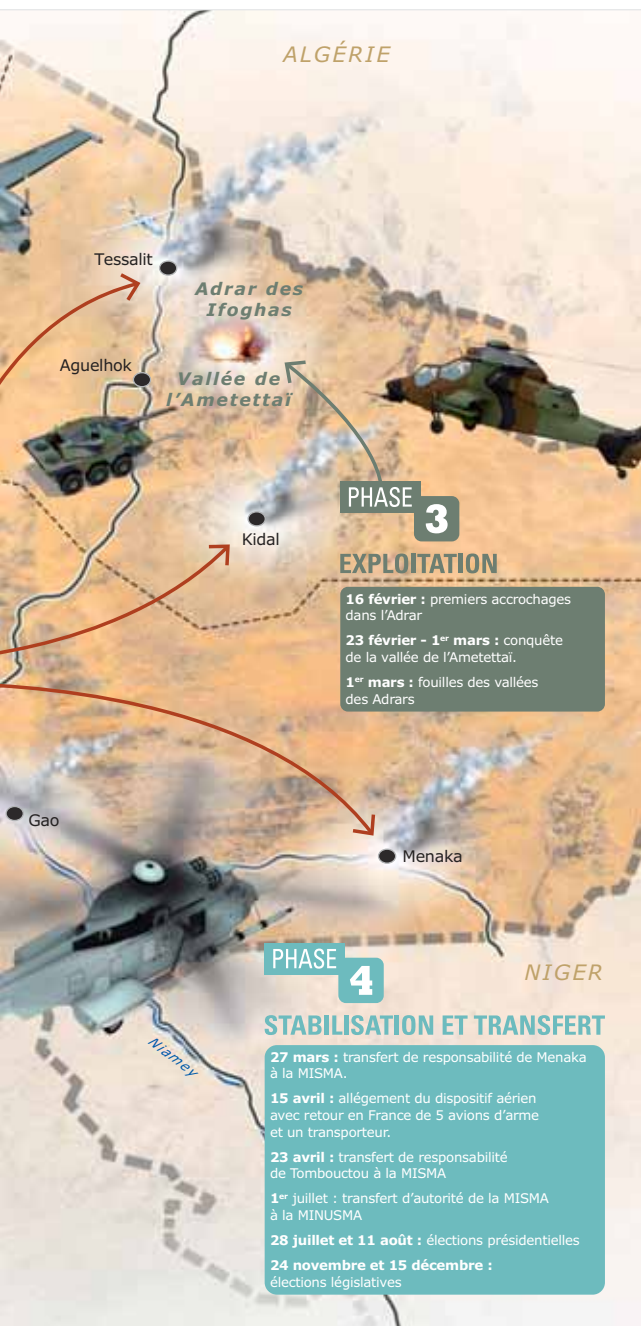 ALGÉRIE
Tessalit
Adrar des
Ifoghas
Aguelhok
Vallée de
l'Ametettaï
Kidal
PHASE 3
EXPLOITATION
16 février : premiers accrochages
dans l'Adrar
23 février - 1er mars : conquête
de la vallée de l'Ametettaï.
1er mars : fouilles des vallées
des Adrars
Gao
Menaka
NIGER
Niamey
PHASE 4
STABILISATION ET TRANSFERT
27 mars : transfert de responsabilité de Menaka
à la MISMA.
15 avril : allégement du dispositif aérien
avec retour en France de 5 avions d'arme
et un transporteur.
23 avril : transfert de responsabilité
de Tombouctou à la MISMA
1er juillet : transfert d'autorité de la MISMA
à la MINUSMA
28 juillet et 11 août : élections présidentielles
24 novembre et 15 décembre :
élections législatives